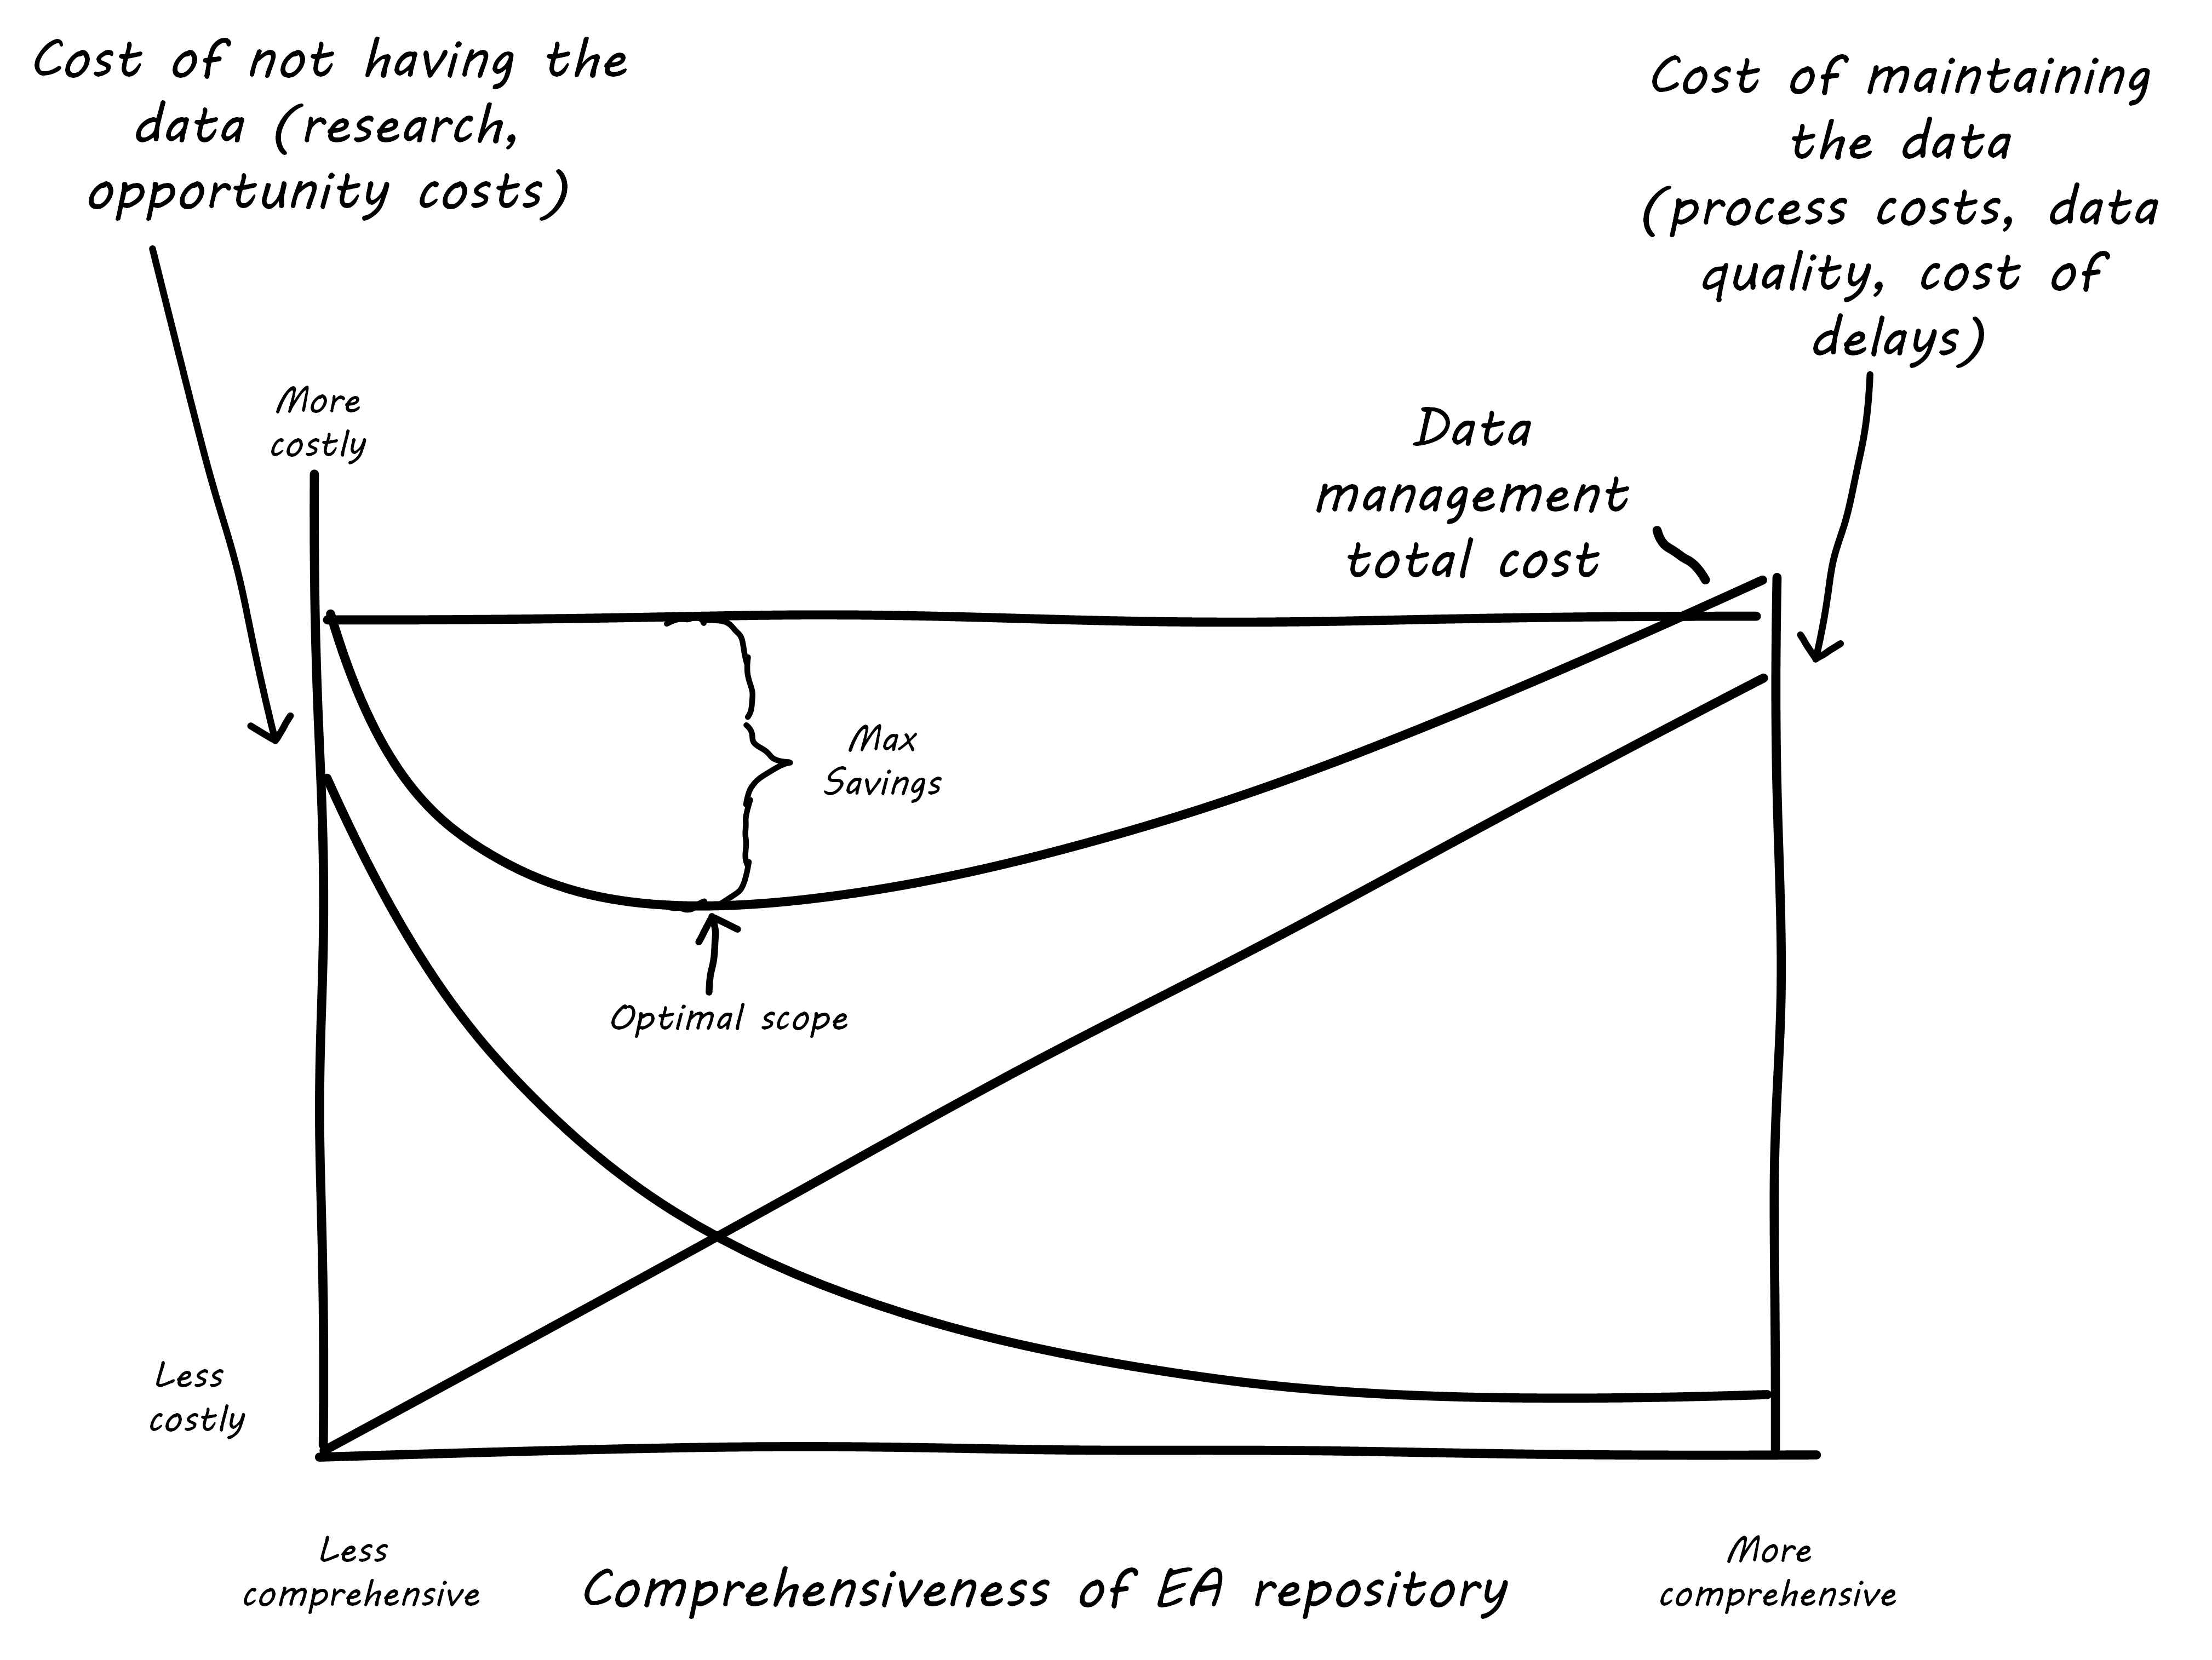 Cost of not having the
data (research,
opportunity costs)
Cost of maintaining
the data
(process costs, data
quality, cost of
delays)
More
costly
Data
management
total cost
Max
Savings
Optimal scope
Less
costly
Less
comprehensive
Comprehensiveness of EA repository
More
comprehensive